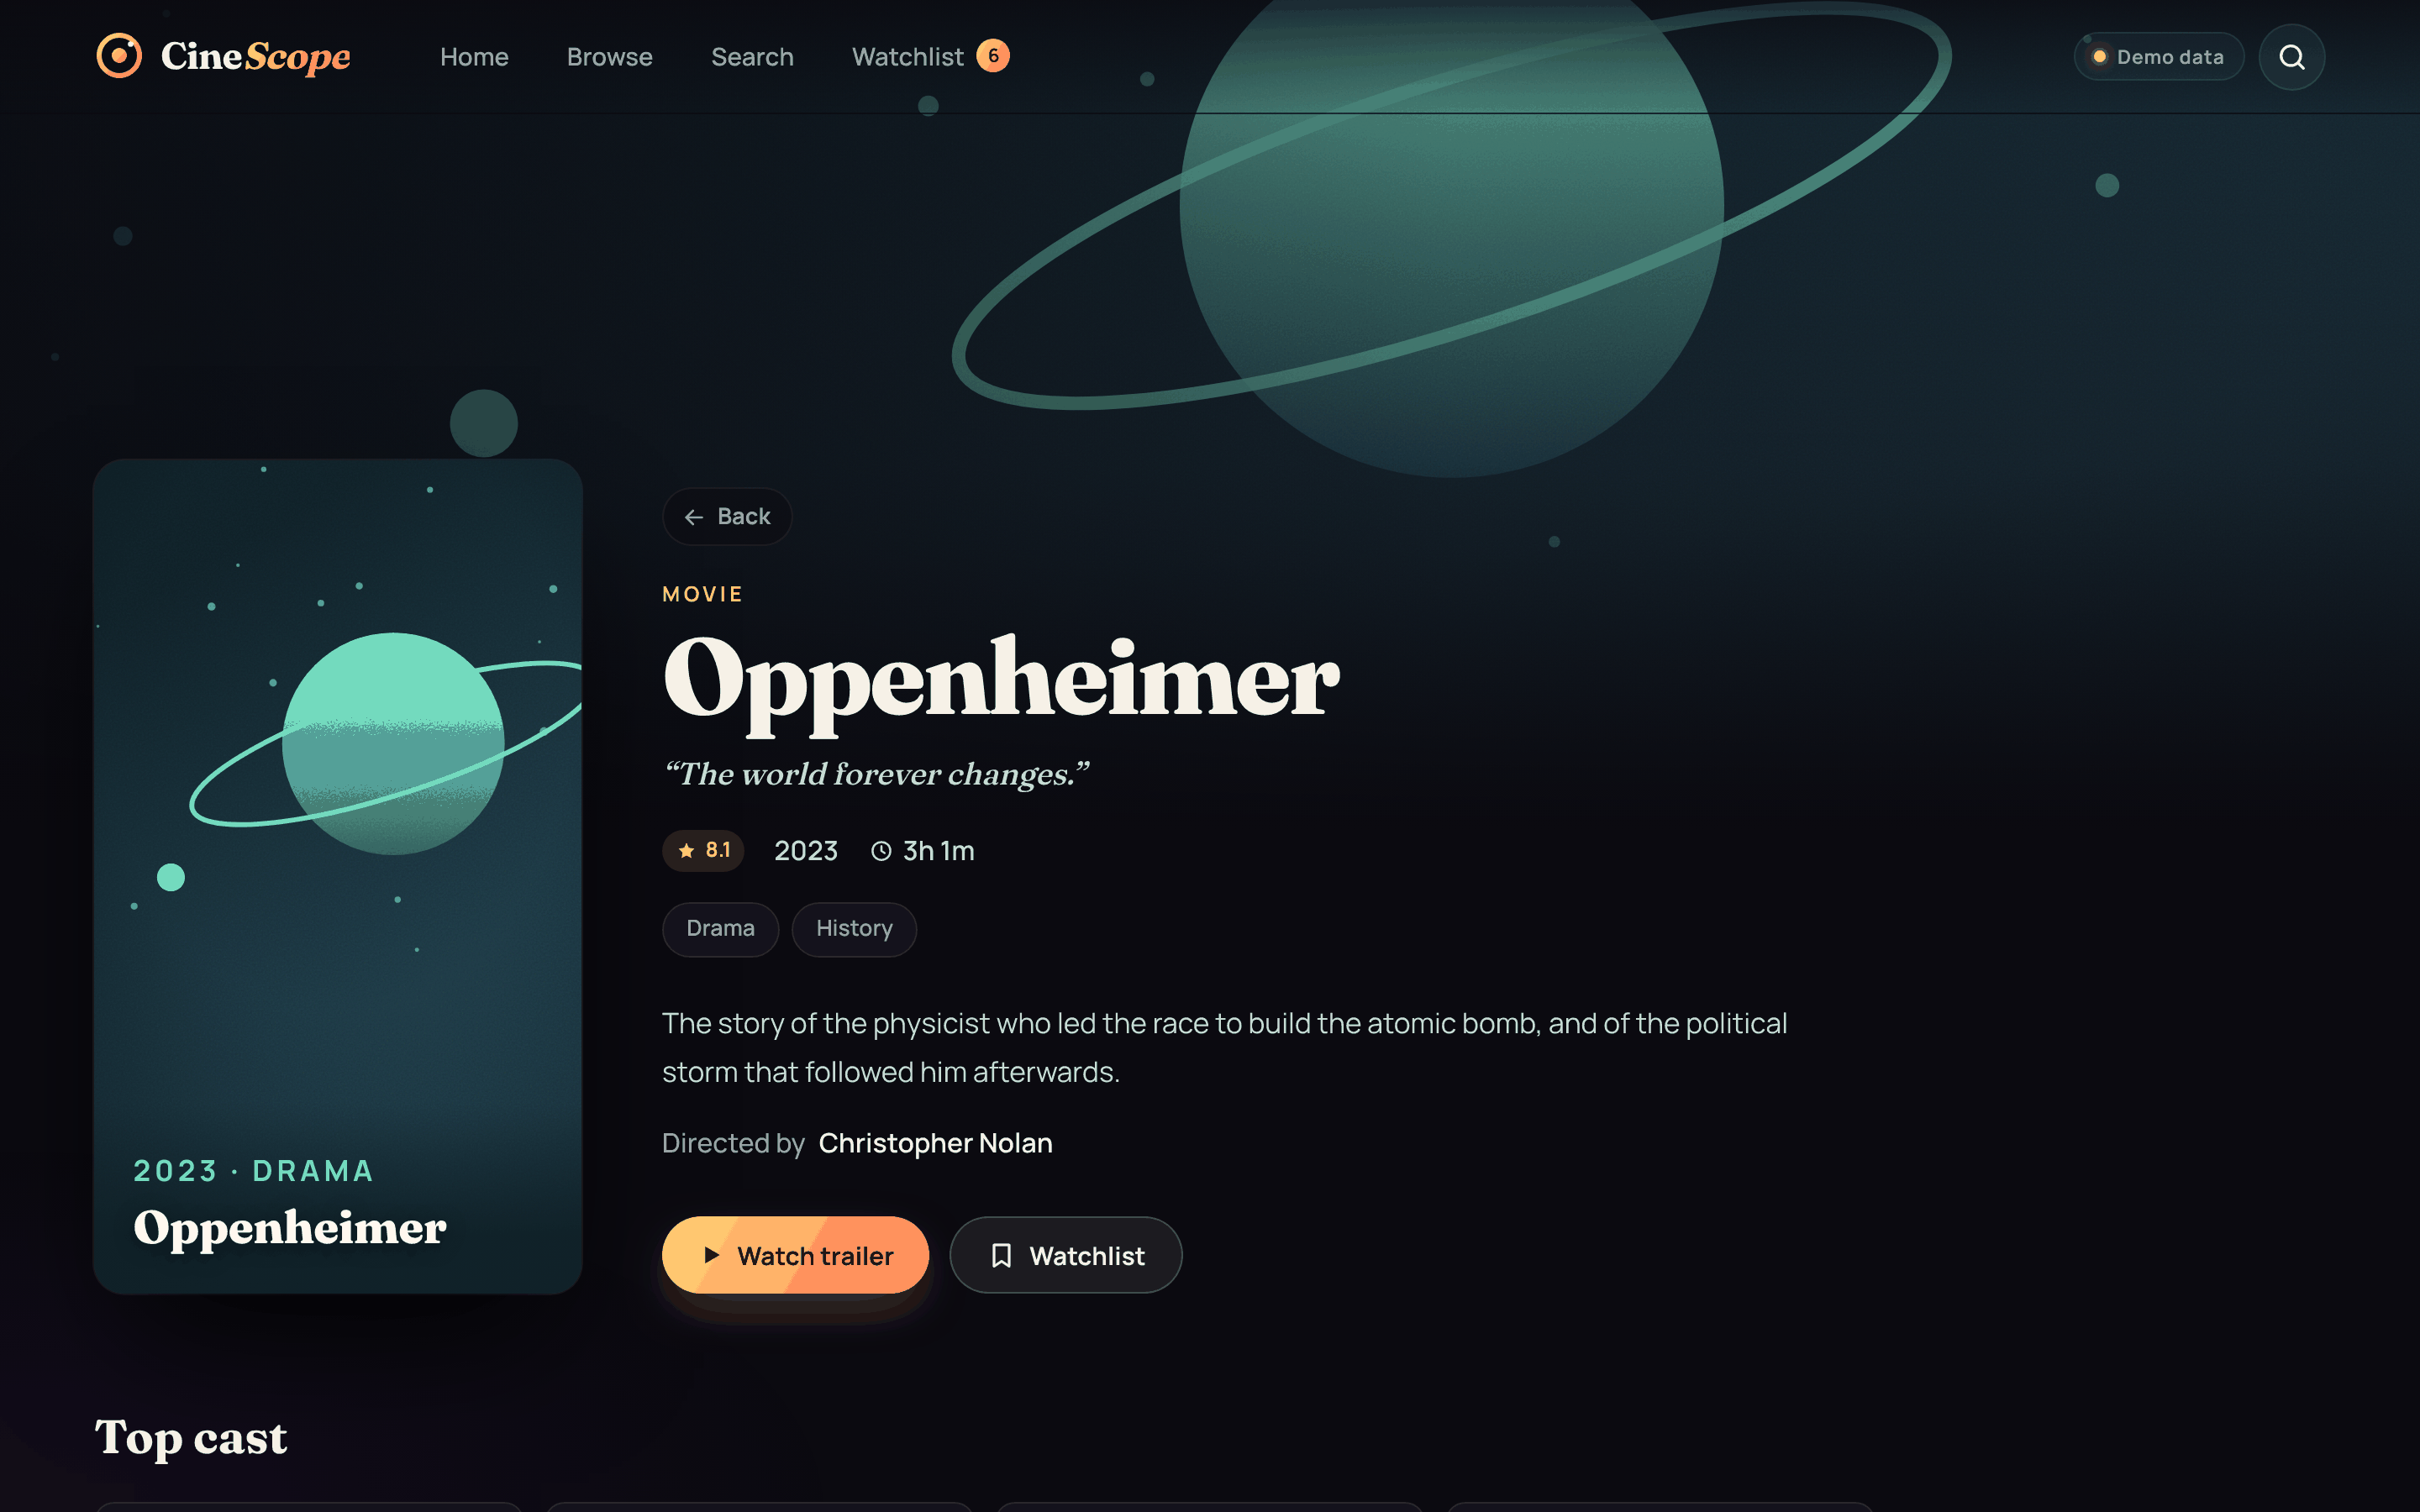 CineScope
Home
Browse
Search
Watchlist 6
Demo data
Back
MOVIE
Oppenheimer
“The world forever changes.”
8.1 2023 3h 1m
Drama
History
The story of the physicist who led the race to build the atomic bomb, and of the political
storm that followed him afterwards.
Directed by Christopher Nolan
Watch trailer
Watchlist
2023 · DRAMA
Oppenheimer
Top cast